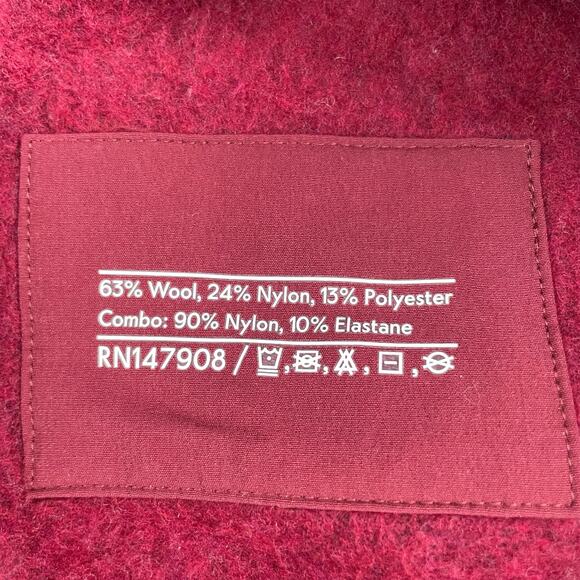 63% Wool, 24% Nylon, 13% Polyester
Combo: 90% Nylon, 10% Elastane
RN147908 /